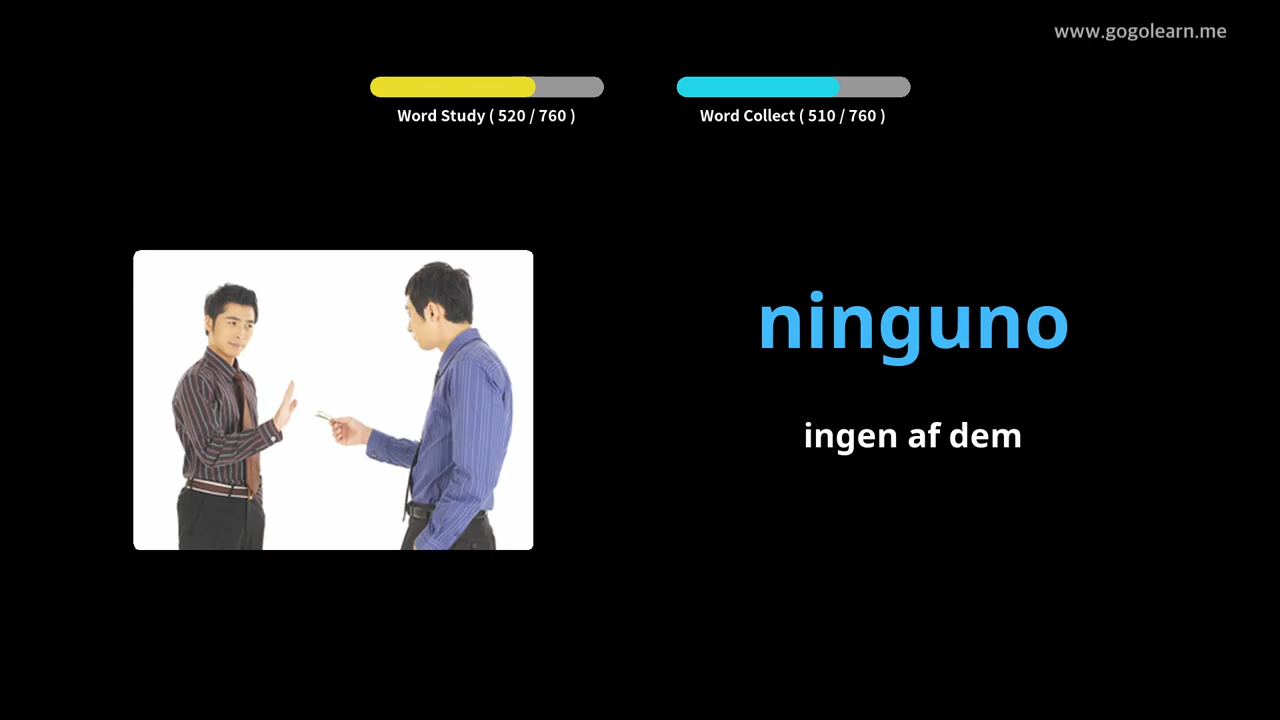 www.gogolearn.me
Word Study ( 520 / 760 )
Word Collect ( 510 / 760 )
ninguno
ingen af dem